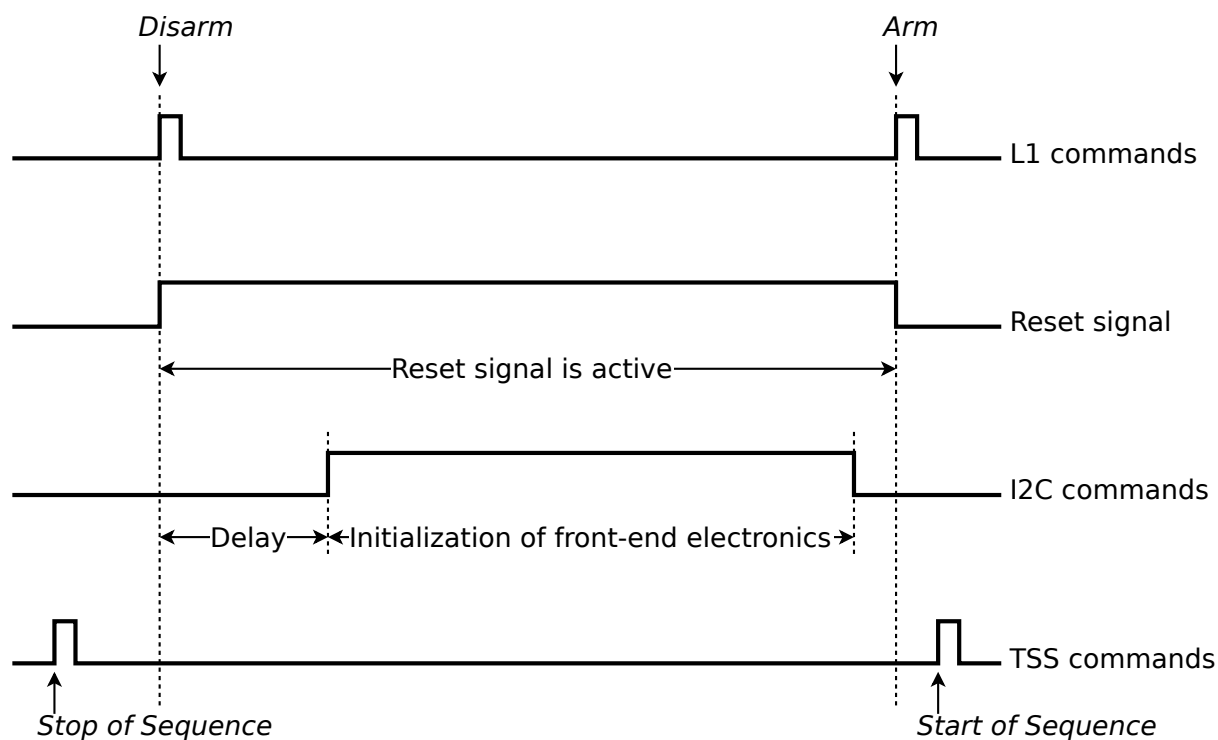 Disarm
Arm
L1 commands
Reset signal
Reset signal is active
I2C commands
Delay
Initialization of front-end electronics
TSS commands
Stop of Sequence
Start of Sequence